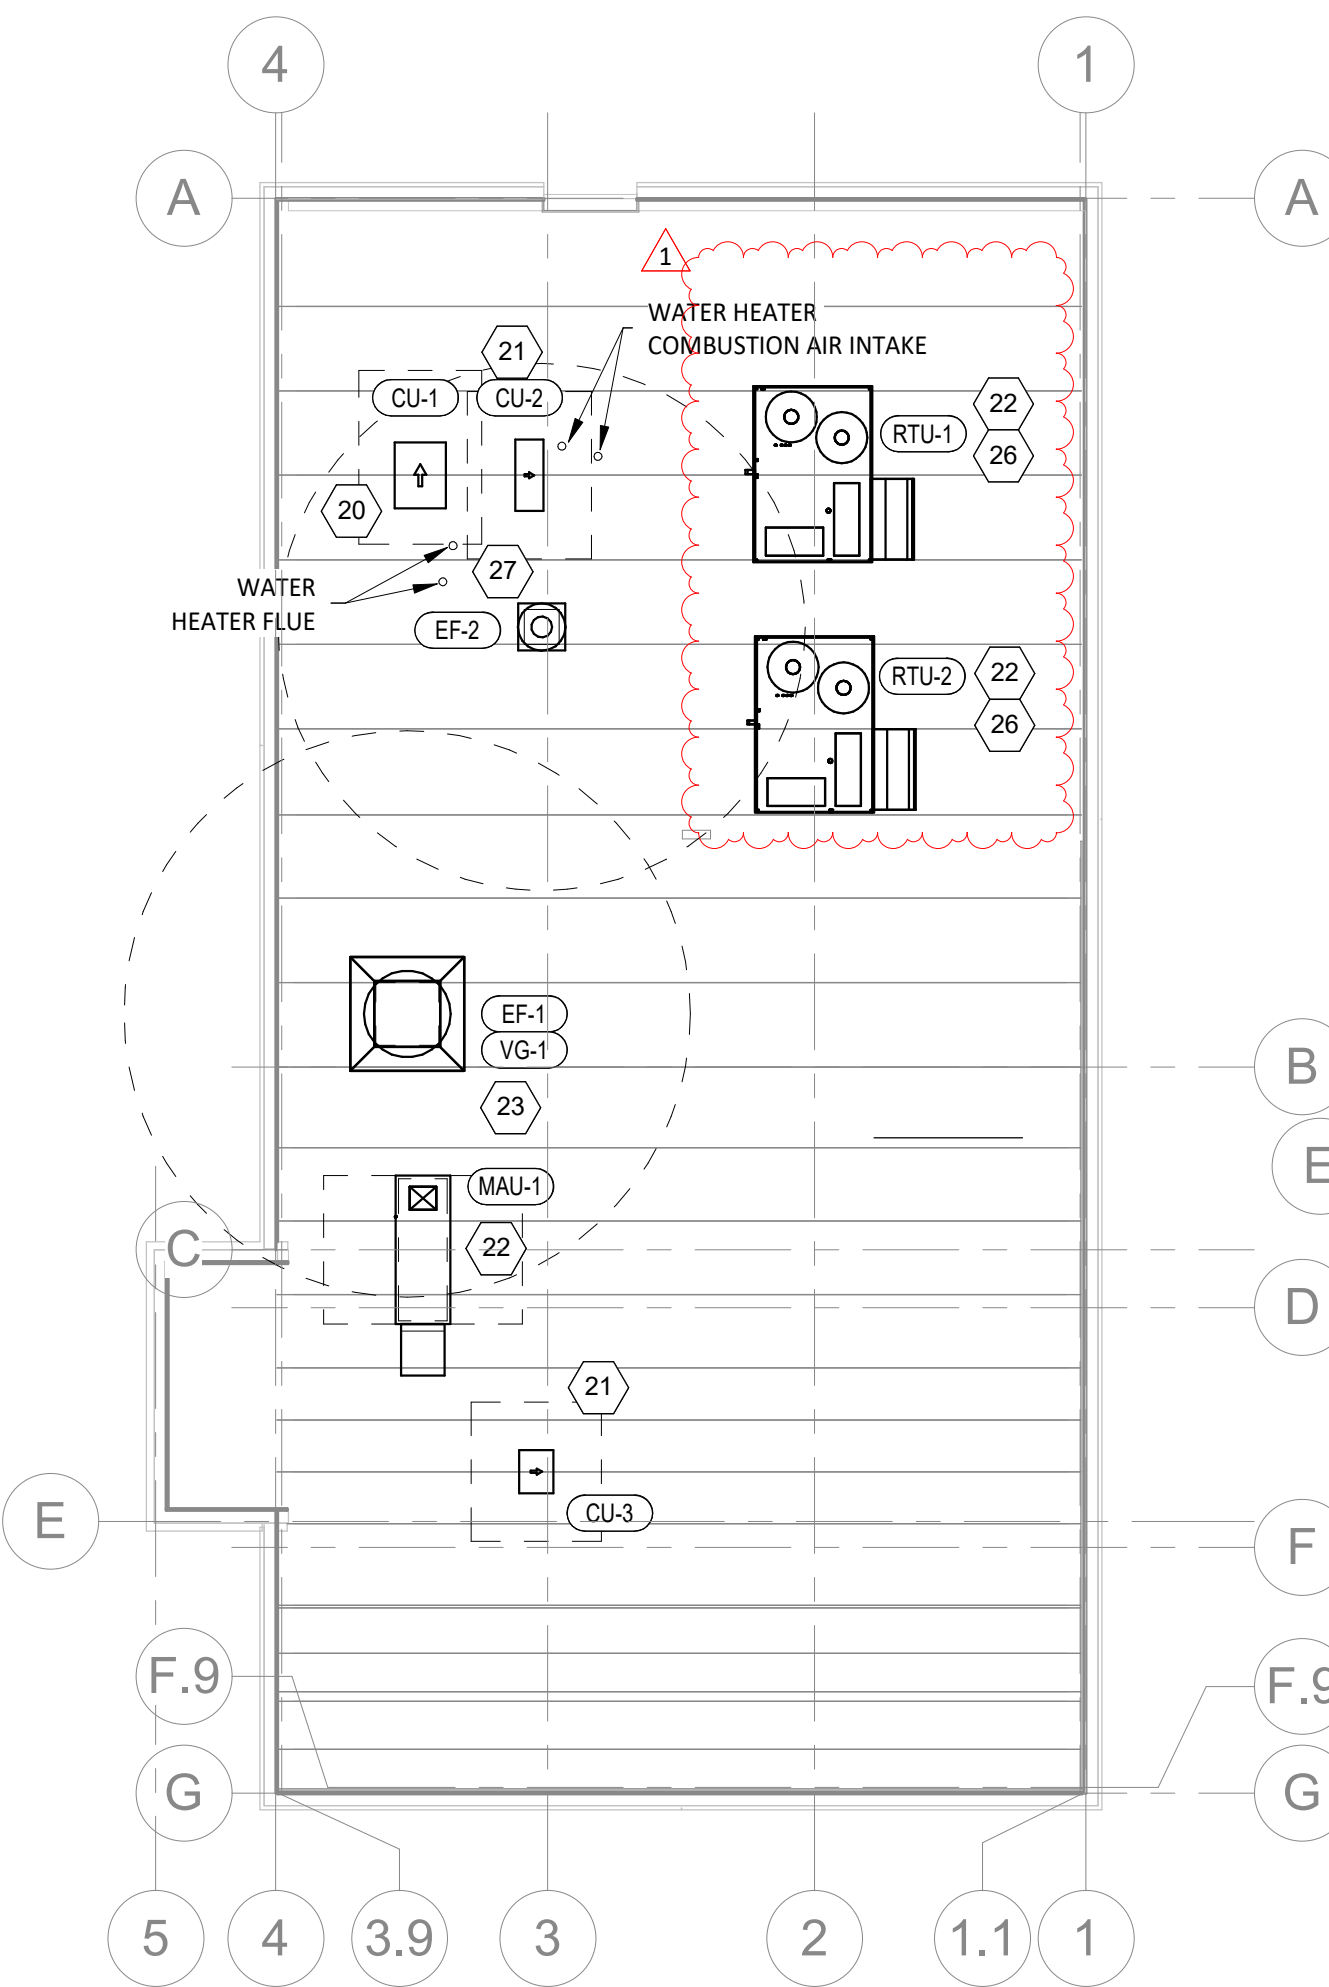 4
1
A
A
1
WATER HEATER
COMBUSTION AIR INTAKE
21
CU-1
CU-2
22
RTU-1
26
20
27
WATER
HEATER FLUE
EF-2
22
RTU-2
26
EF-1
VG-1
B
23
E
MAU-1
22
C
D
21
CU-3
E
F
F.9
F.9
G
G
5
4
3.9
3
2
1.1
1